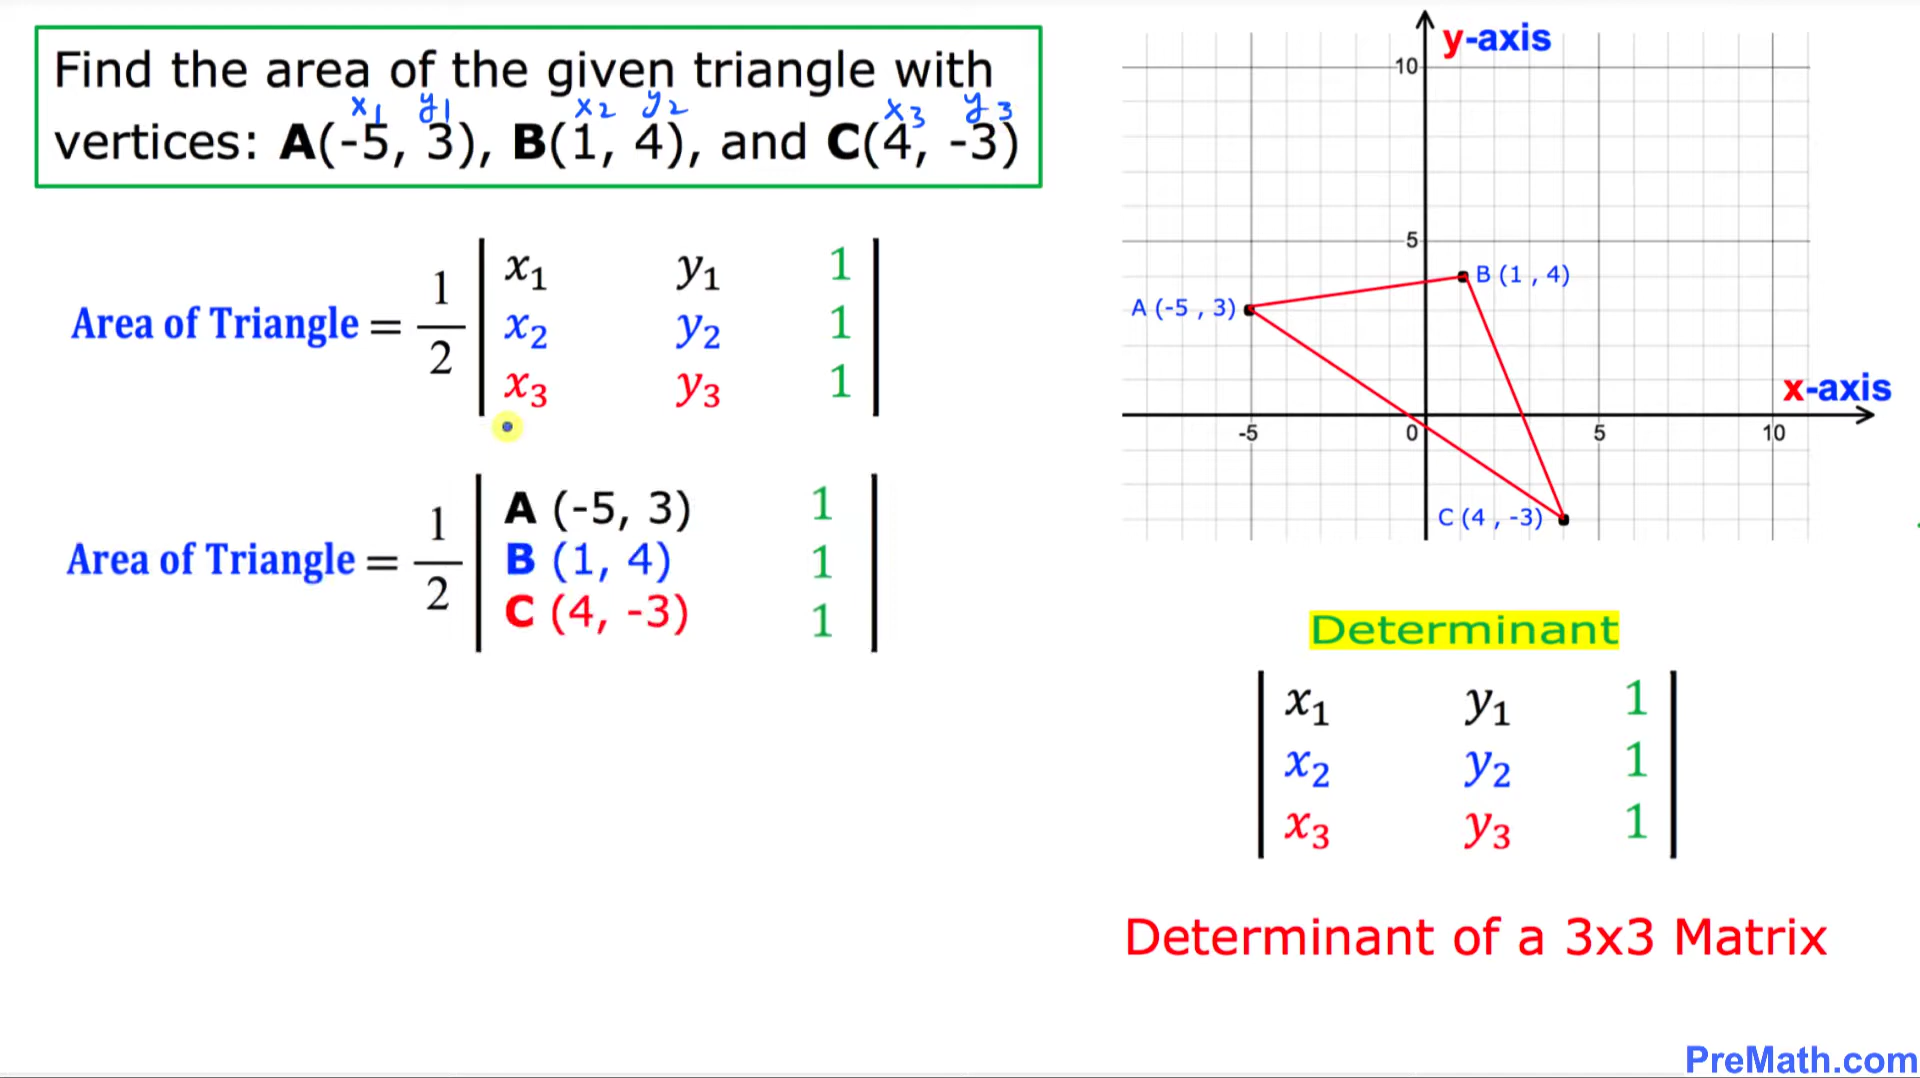 Find the area of the given triangle with
x1 y1 x2 y2 x3 y3
vertices: A(-5, 3), B(1, 4), and C(4, -3)
Area of Triangle = 1/2 | x1 y1 1 |
x2 y2 1
x3 y3 1
Area of Triangle = 1/2 | A (-5, 3) 1 |
B (1, 4) 1
C (4, -3) 1
y-axis
10
5
B (1 , 4)
A (-5 , 3)
x-axis
-5 0 5 10
C (4 , -3)
Determinant
x1 y1 1
x2 y2 1
x3 y3 1
Determinant of a 3x3 Matrix
PreMath.com